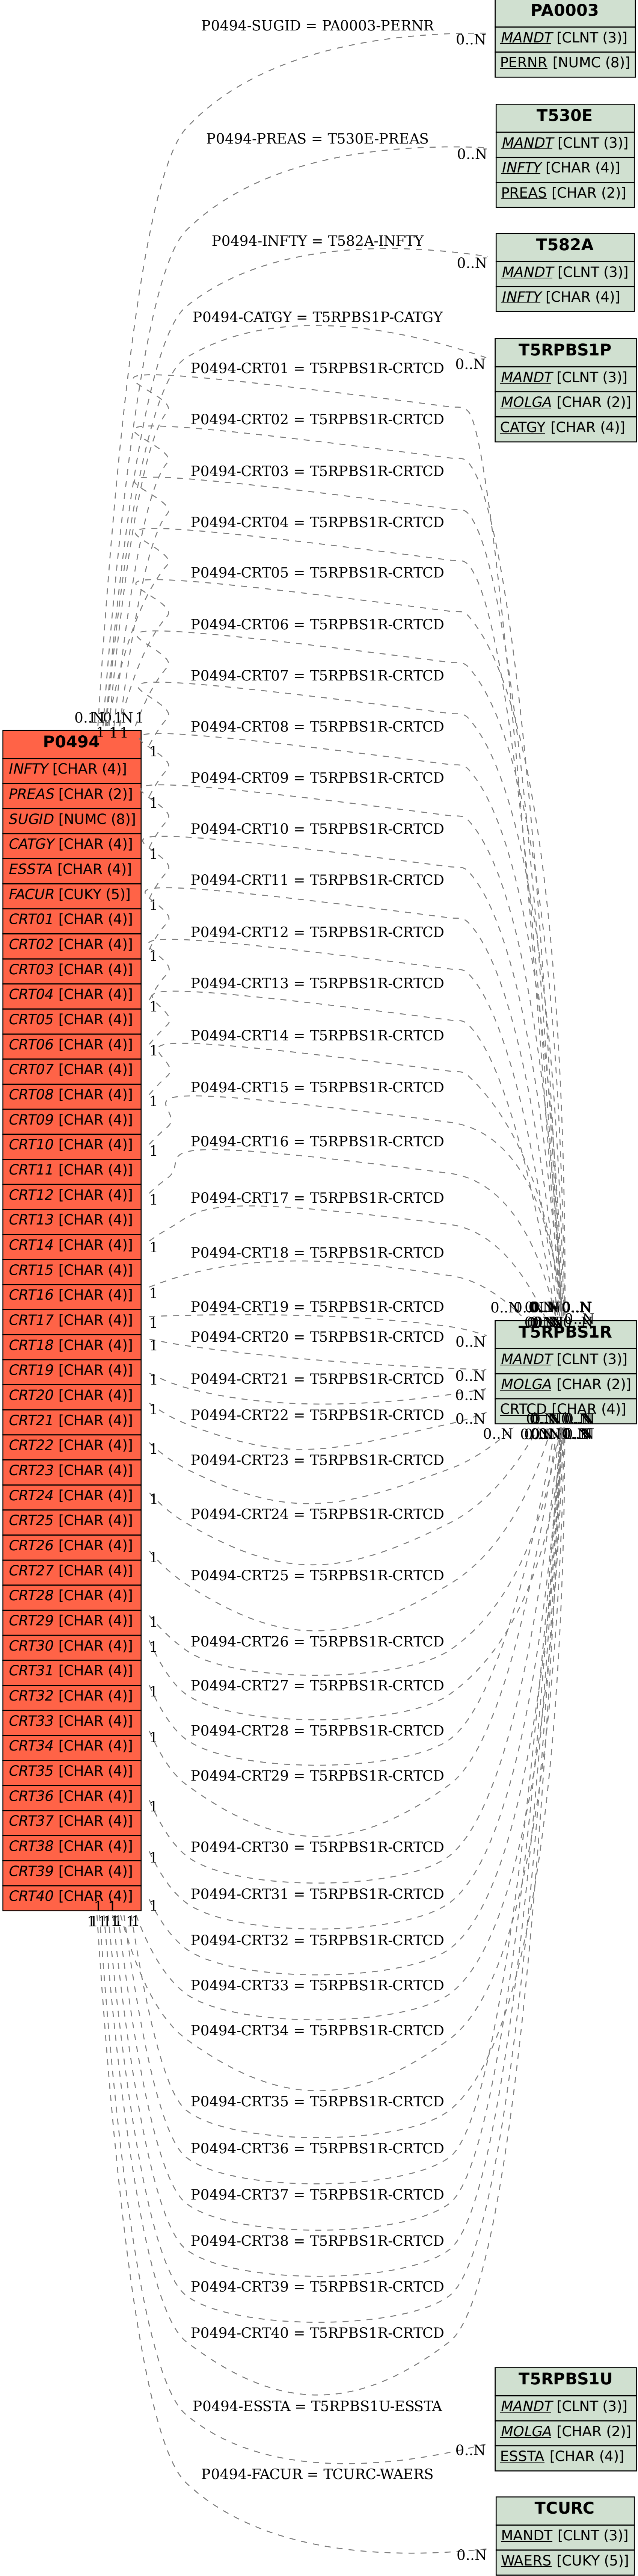 PA0003
MANDT [CLNT (3)]
PERNR [NUMC (8)]
P0494-SUGID = PA0003-PERNR
0..N
T530E
MANDT [CLNT (3)]
INFTY [CHAR (4)]
PREAS [CHAR (2)]
P0494-PREAS = T530E-PREAS
0..N
T582A
MANDT [CLNT (3)]
INFTY [CHAR (4)]
P0494-INFTY = T582A-INFTY
0..N
P0494-CATGY = T5RPBS1P-CATGY
0..N
T5RPBS1P
MANDT [CLNT (3)]
MOLGA [CHAR (2)]
CATGY [CHAR (4)]
P0494-CRT01 = T5RPBS1R-CRTCD
P0494-CRT02 = T5RPBS1R-CRTCD
P0494-CRT03 = T5RPBS1R-CRTCD
P0494-CRT04 = T5RPBS1R-CRTCD
P0494-CRT05 = T5RPBS1R-CRTCD
P0494-CRT06 = T5RPBS1R-CRTCD
P0494-CRT07 = T5RPBS1R-CRTCD
P0494-CRT08 = T5RPBS1R-CRTCD
P0494-CRT09 = T5RPBS1R-CRTCD
P0494-CRT10 = T5RPBS1R-CRTCD
P0494-CRT11 = T5RPBS1R-CRTCD
P0494-CRT12 = T5RPBS1R-CRTCD
P0494-CRT13 = T5RPBS1R-CRTCD
P0494-CRT14 = T5RPBS1R-CRTCD
P0494-CRT15 = T5RPBS1R-CRTCD
P0494-CRT16 = T5RPBS1R-CRTCD
P0494-CRT17 = T5RPBS1R-CRTCD
P0494-CRT18 = T5RPBS1R-CRTCD
P0494-CRT19 = T5RPBS1R-CRTCD
P0494-CRT20 = T5RPBS1R-CRTCD
P0494-CRT21 = T5RPBS1R-CRTCD
P0494-CRT22 = T5RPBS1R-CRTCD
P0494-CRT23 = T5RPBS1R-CRTCD
P0494-CRT24 = T5RPBS1R-CRTCD
P0494-CRT25 = T5RPBS1R-CRTCD
P0494-CRT26 = T5RPBS1R-CRTCD
P0494-CRT27 = T5RPBS1R-CRTCD
P0494-CRT28 = T5RPBS1R-CRTCD
P0494-CRT29 = T5RPBS1R-CRTCD
P0494-CRT30 = T5RPBS1R-CRTCD
P0494-CRT31 = T5RPBS1R-CRTCD
P0494-CRT32 = T5RPBS1R-CRTCD
P0494-CRT33 = T5RPBS1R-CRTCD
P0494-CRT34 = T5RPBS1R-CRTCD
P0494-CRT35 = T5RPBS1R-CRTCD
P0494-CRT36 = T5RPBS1R-CRTCD
P0494-CRT37 = T5RPBS1R-CRTCD
P0494-CRT38 = T5RPBS1R-CRTCD
P0494-CRT39 = T5RPBS1R-CRTCD
P0494-CRT40 = T5RPBS1R-CRTCD
P0494
INFTY [CHAR (4)]
PREAS [CHAR (2)]
SUGID [NUMC (8)]
CATGY [CHAR (4)]
ESSTA [CHAR (4)]
FACUR [CUKY (5)]
CRT01 [CHAR (4)]
CRT02 [CHAR (4)]
CRT03 [CHAR (4)]
CRT04 [CHAR (4)]
CRT05 [CHAR (4)]
CRT06 [CHAR (4)]
CRT07 [CHAR (4)]
CRT08 [CHAR (4)]
CRT09 [CHAR (4)]
CRT10 [CHAR (4)]
CRT11 [CHAR (4)]
CRT12 [CHAR (4)]
CRT13 [CHAR (4)]
CRT14 [CHAR (4)]
CRT15 [CHAR (4)]
CRT16 [CHAR (4)]
CRT17 [CHAR (4)]
CRT18 [CHAR (4)]
CRT19 [CHAR (4)]
CRT20 [CHAR (4)]
CRT21 [CHAR (4)]
CRT22 [CHAR (4)]
CRT23 [CHAR (4)]
CRT24 [CHAR (4)]
CRT25 [CHAR (4)]
CRT26 [CHAR (4)]
CRT27 [CHAR (4)]
CRT28 [CHAR (4)]
CRT29 [CHAR (4)]
CRT30 [CHAR (4)]
CRT31 [CHAR (4)]
CRT32 [CHAR (4)]
CRT33 [CHAR (4)]
CRT34 [CHAR (4)]
CRT35 [CHAR (4)]
CRT36 [CHAR (4)]
CRT37 [CHAR (4)]
CRT38 [CHAR (4)]
CRT39 [CHAR (4)]
CRT40 [CHAR (4)]
T5RPBS1R
MANDT [CLNT (3)]
MOLGA [CHAR (2)]
CRTCD [CHAR (4)]
0..N
0..N
0..N
0..N
0..N
T5RPBS1U
MANDT [CLNT (3)]
MOLGA [CHAR (2)]
ESSTA [CHAR (4)]
P0494-ESSTA = T5RPBS1U-ESSTA
0..N
P0494-FACUR = TCURC-WAERS
0..N
TCURC
MANDT [CLNT (3)]
WAERS [CUKY (5)]